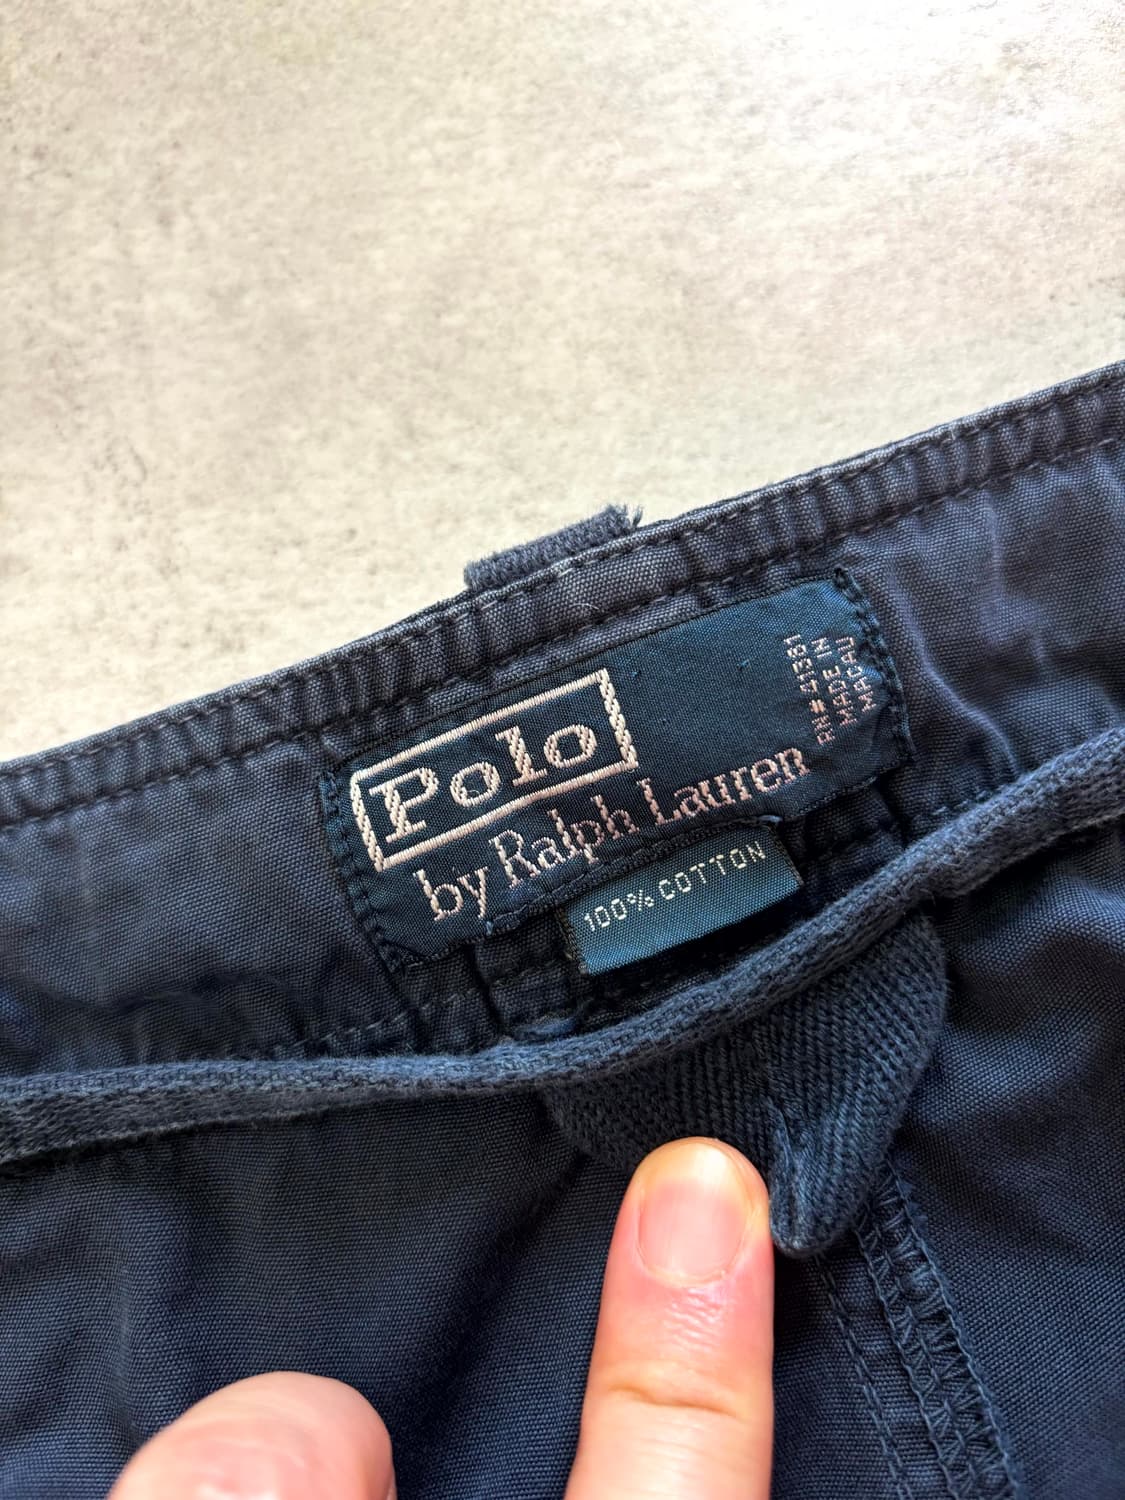 Polo
by Ralph Lauren
RN# 41381
MADE IN
MACAU
100% COTTON